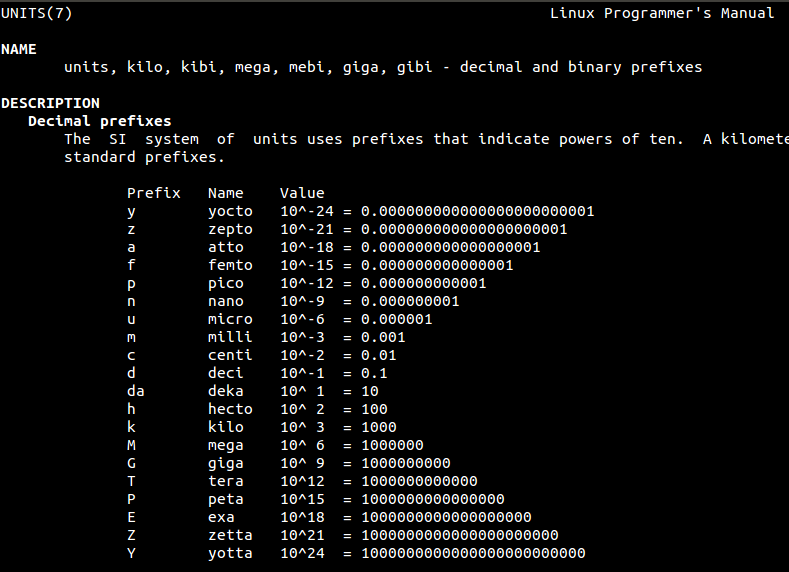 UNITS(7) Linux Programmer's Manual
NAME
units, kilo, kibi, mega, mebi, giga, gibi - decimal and binary prefixes
DESCRIPTION
Decimal prefixes
The SI system of units uses prefixes that indicate powers of ten. A kilomete
standard prefixes.
Prefix Name Value
y yocto 10^-24 = 0.000000000000000000000001
z zepto 10^-21 = 0.000000000000000000001
a atto 10^-18 = 0.000000000000000001
f femto 10^-15 = 0.000000000000001
p pico 10^-12 = 0.000000000001
n nano 10^-9 = 0.000000001
u micro 10^-6 = 0.000001
m milli 10^-3 = 0.001
c centi 10^-2 = 0.01
d deci 10^-1 = 0.1
da deka 10^ 1 = 10
h hecto 10^ 2 = 100
k kilo 10^ 3 = 1000
M mega 10^ 6 = 1000000
G giga 10^ 9 = 1000000000
T tera 10^12 = 1000000000000
P peta 10^15 = 1000000000000000
E exa 10^18 = 1000000000000000000
Z zetta 10^21 = 1000000000000000000000
Y yotta 10^24 = 1000000000000000000000000